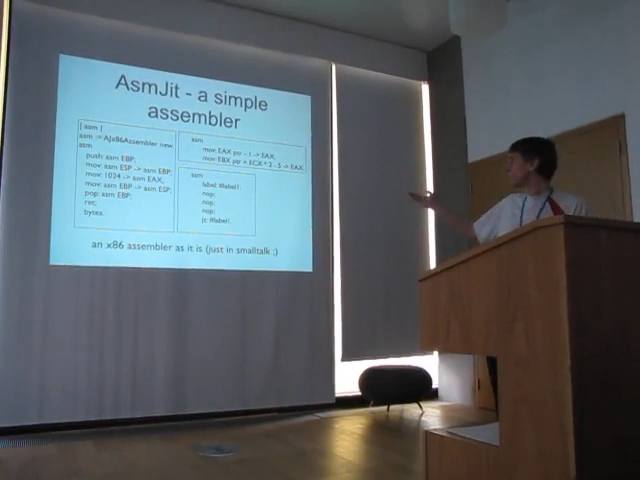 AsmJit - a simple
assembler
[ asm ]
asm := AJx86Assembler new.
asm
push: asm EBP;
mov: asm ESP -> asm EBP;
mov: 1024 -> asm EAX;
mov: asm EBP -> asm ESP;
pop: asm EBP;
ret;
bytes.
asm
mov: EAX ptr - 1 -> EAX;
mov: EBX ptr + ECX * 2 - 5 -> EAX
asm
label: #label1;
nop;
nop;
nop;
jz: #label1.
an x86 assembler as it is (just in smalltalk ;)